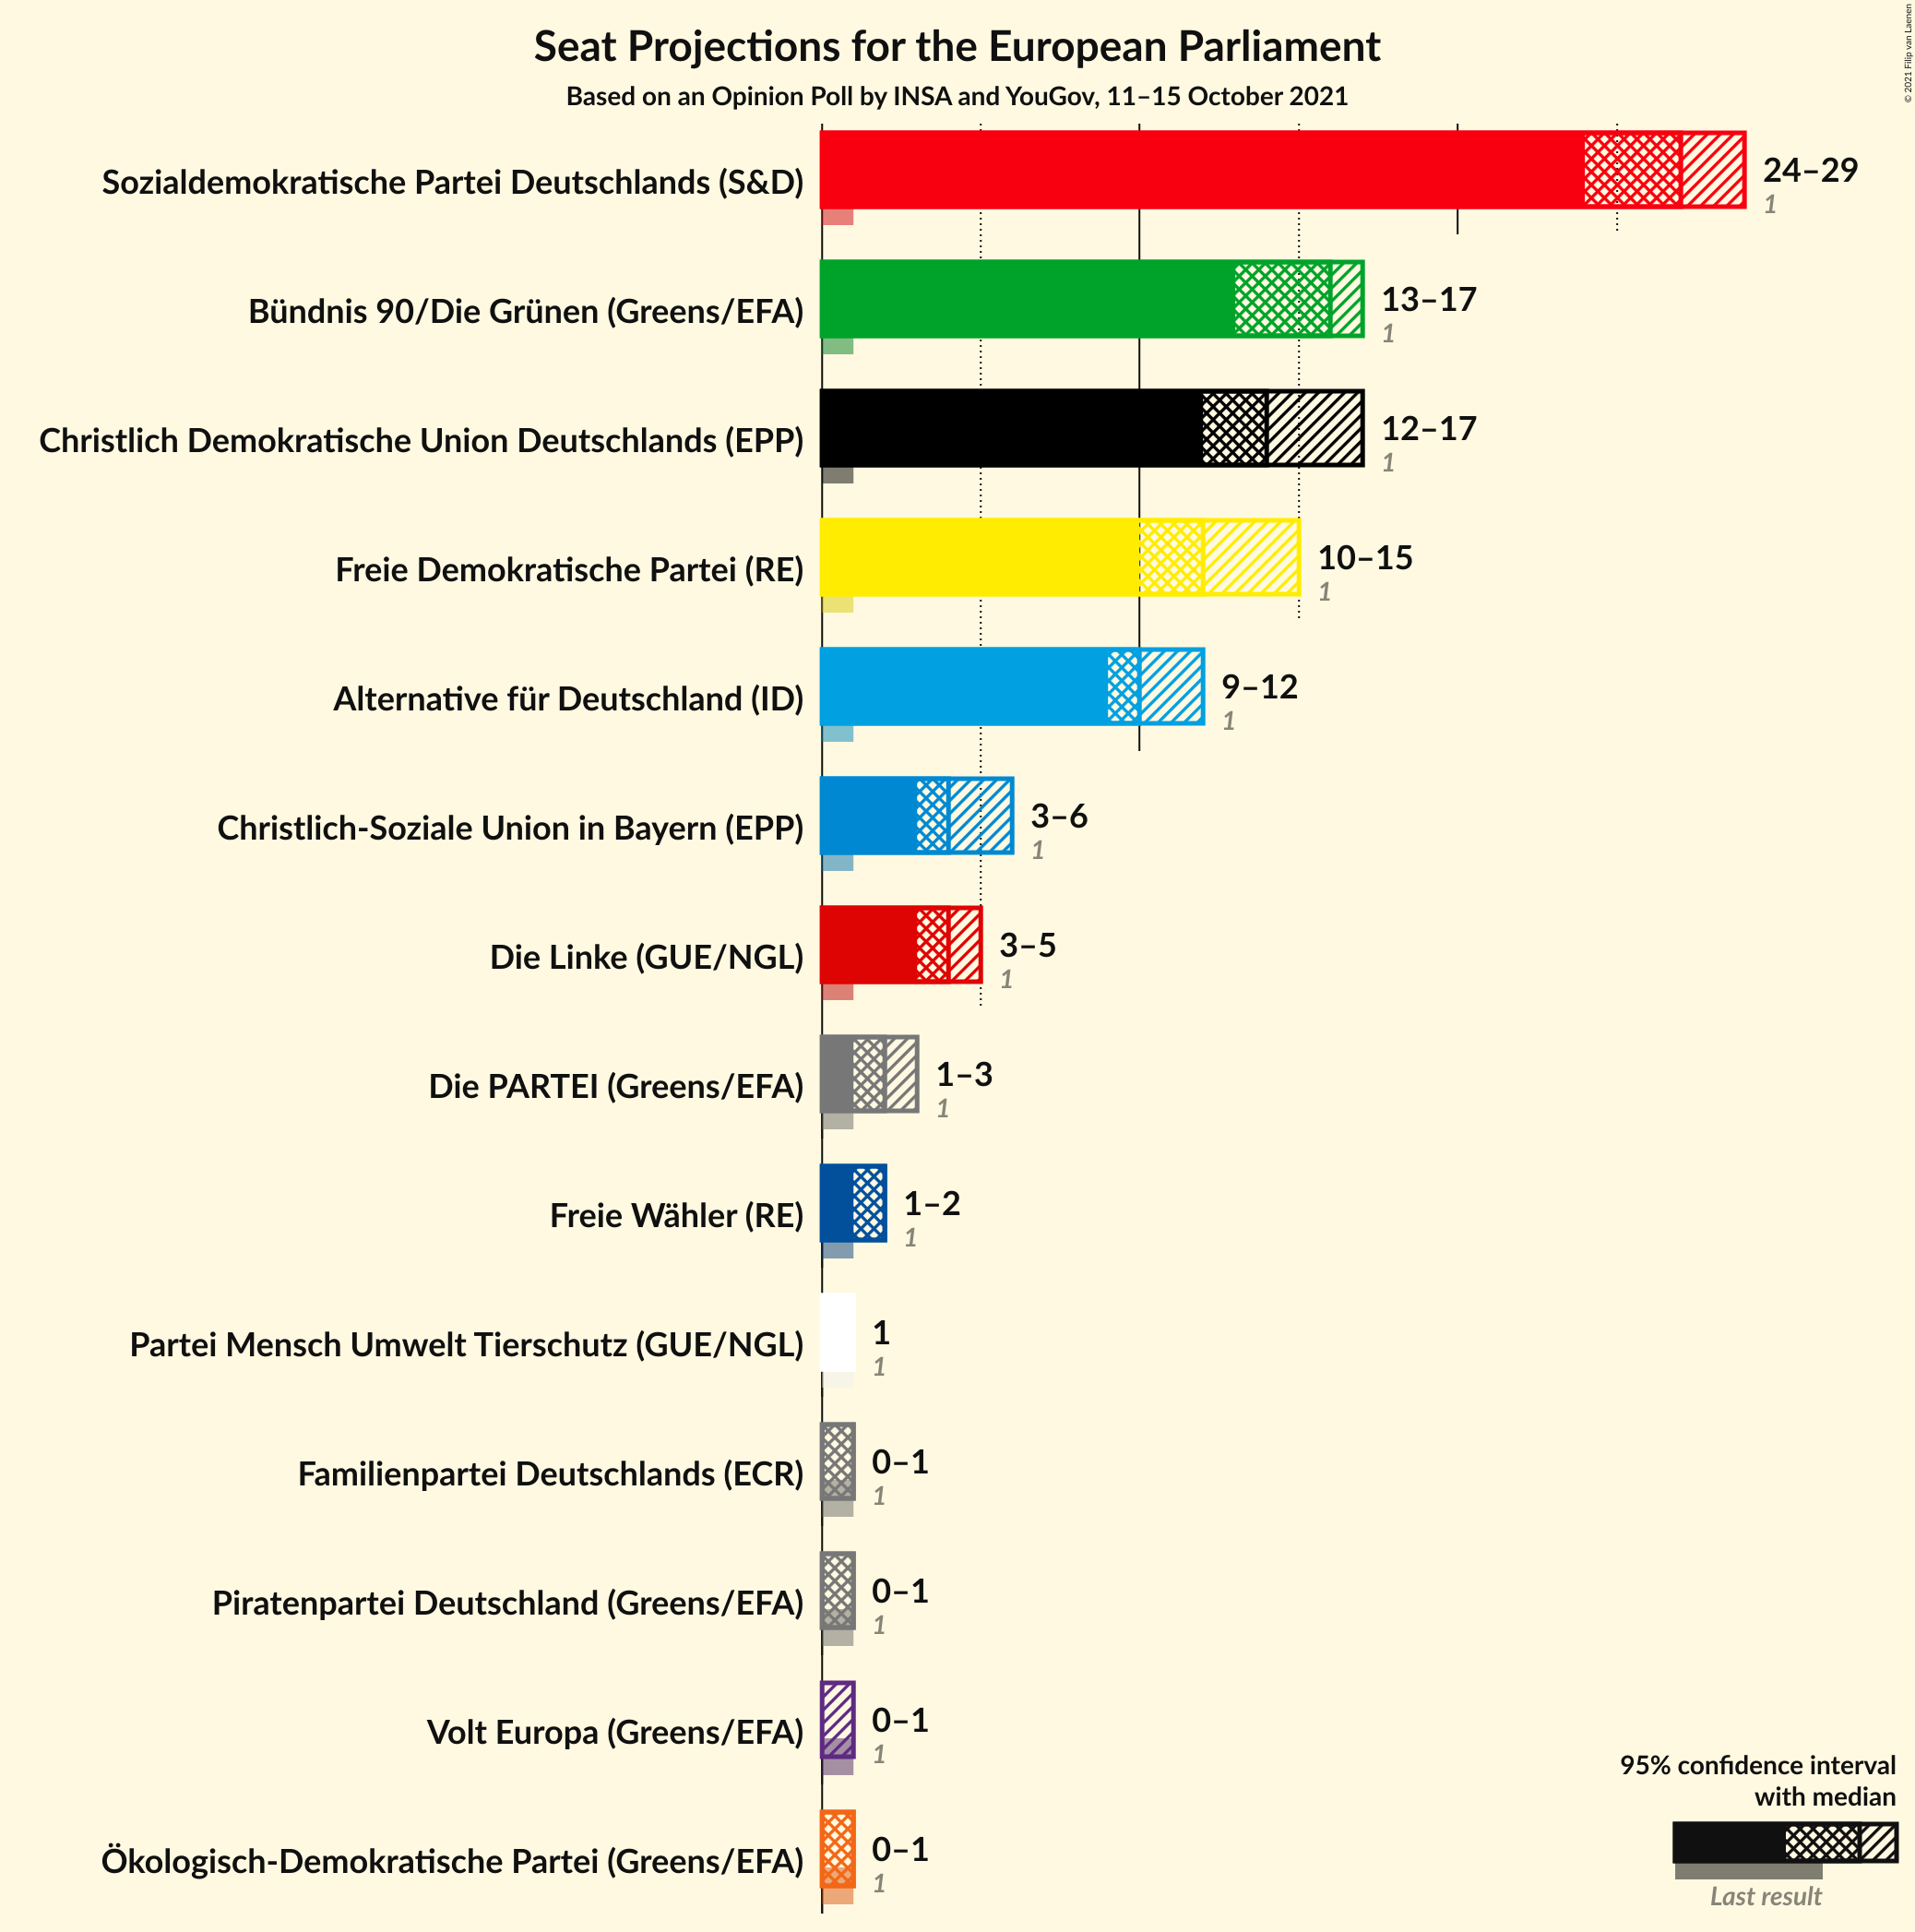 Seat Projections for the European Parliament
Based on an Opinion Poll by INSA and YouGov, 11–15 October 2021
© 2021 Filip van Laenen
Sozialdemokratische Partei Deutschlands (S&D)
24–29
1
Bündnis 90/Die Grünen (Greens/EFA)
13–17
1
Christlich Demokratische Union Deutschlands (EPP)
12–17
1
Freie Demokratische Partei (RE)
10–15
1
Alternative für Deutschland (ID)
9–12
1
Christlich-Soziale Union in Bayern (EPP)
3–6
1
Die Linke (GUE/NGL)
3–5
1
Die PARTEI (Greens/EFA)
1–3
1
Freie Wähler (RE)
1–2
1
Partei Mensch Umwelt Tierschutz (GUE/NGL)
1
1
Familienpartei Deutschlands (ECR)
0–1
1
Piratenpartei Deutschland (Greens/EFA)
0–1
1
Volt Europa (Greens/EFA)
0–1
1
Ökologisch-Demokratische Partei (Greens/EFA)
0–1
1
95% confidence interval
with median
Last result